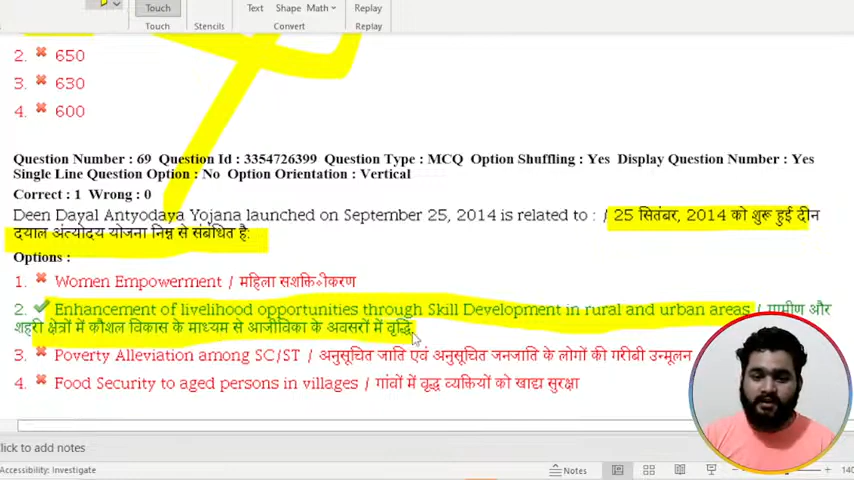 Text Shape Math Replay
Touch
Touch Stencils Convert Replay
2. 650
3. 630
4. 600
Question Number : 69 Question Id : 3354726399 Question Type : MCQ Option Shuffling : Yes Display Question Number : Yes
Single Line Question Option : No Option Orientation : Vertical
Correct : 1 Wrong : 0
Deen Dayal Antyodaya Yojana launched on September 25, 2014 is related to : / 25 सितंबर, 2014 को शुरू हुई दीन
दयाल अंत्योदय योजना निम्न से संबंधित है:
Options :
1. Women Empowerment / महिला सशक्ति◌ीकरण
2. Enhancement of livelihood opportunities through Skill Development in rural and urban areas / ग्रामीण और
शहरी क्षेत्रों में कौशल विकास के माध्यम से आजीविका के अवसरों में वृद्धि
3. Poverty Alleviation among SC/ST / अनुसूचित जाति एवं अनुसूचित जनजाति के लोगों की गरीबी उन्मूलन
4. Food Security to aged persons in villages / गांवों में वृद्ध व्यक्तियों को खाद्य सुरक्षा
lick to add notes
Accessibility: Investigate Notes 140